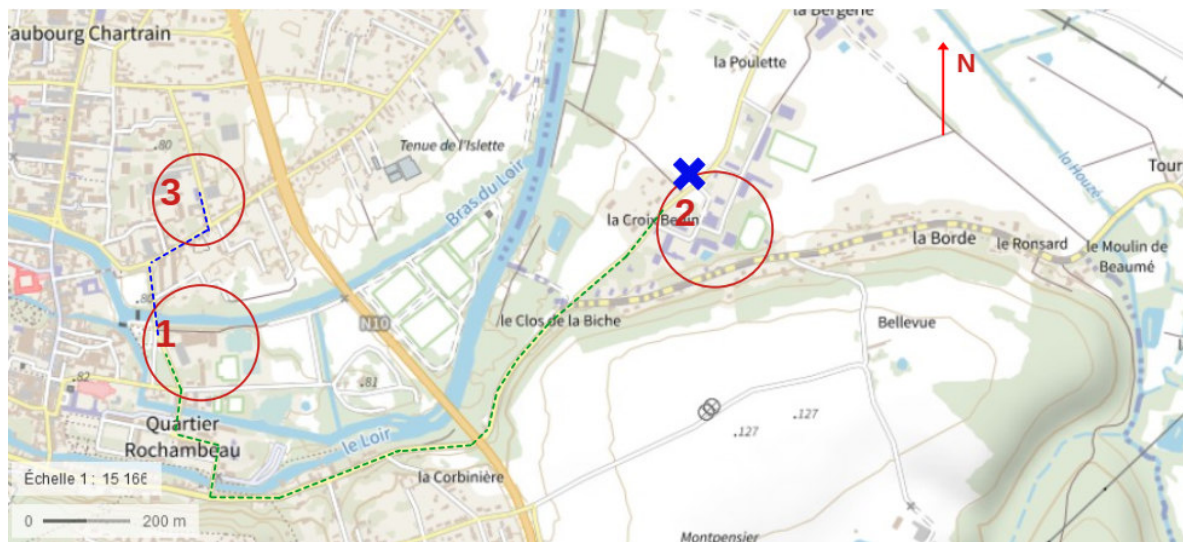 la Bergerie
Faubourg Chartrain
la Poulette
N
80
Tenue de l'Islette
la Houzée
Tour
3
Bras du Loir
2
la Croix Besnin
la Borde
le Ronsard
le Moulin de
Beaumé
1
N10
le Clos de la Biche
Bellevue
82
81
Quartier
Rochambeau
le Loir
127
127
la Corbinière
Échelle 1 : 15 166
0 200 m
Montpensier